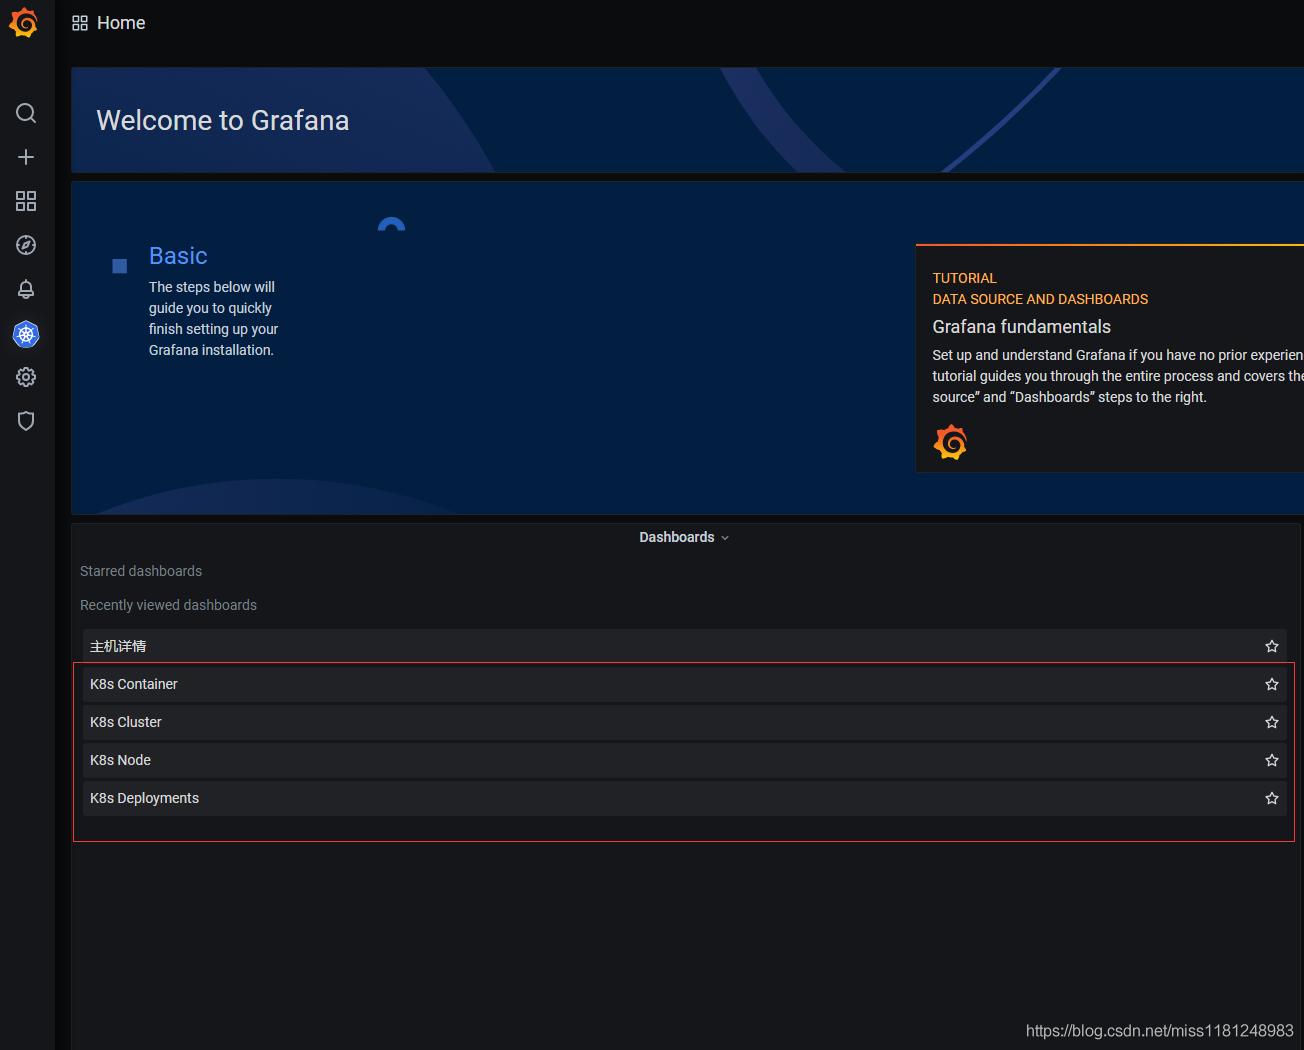 Home
Welcome to Grafana
Basic
The steps below will
guide you to quickly
finish setting up your
Grafana installation.
TUTORIAL
DATA SOURCE AND DASHBOARDS
Grafana fundamentals
Set up and understand Grafana if you have no prior experien
tutorial guides you through the entire process and covers the
source” and “Dashboards” steps to the right.
Dashboards
Starred dashboards
Recently viewed dashboards
主机详情
K8s Container
K8s Cluster
K8s Node
K8s Deployments
https://blog.csdn.net/miss1181248983